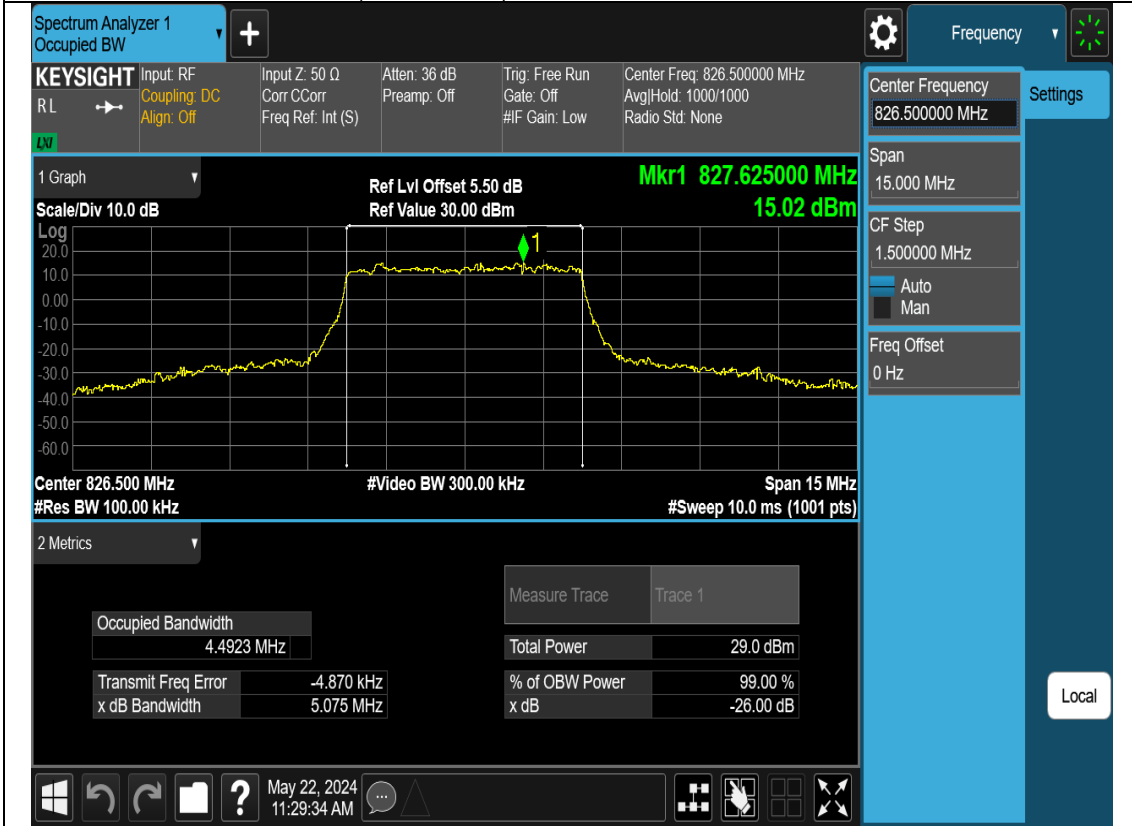 Spectrum Analyzer 1
Occupied BW
+
Frequency
KEYSIGHT
R L
LXI
Input: RF
Coupling: DC
Align: Off
Input Z: 50 Ω
Corr CCorr
Freq Ref: Int (S)
Atten: 36 dB
Preamp: Off
Trig: Free Run
Gate: Off
#IF Gain: Low
Center Freq: 826.500000 MHz
Avg|Hold: 1000/1000
Radio Std: None
Center Frequency
826.500000 MHz
Settings
Span
15.000 MHz
CF Step
1.500000 MHz
Auto
Man
Freq Offset
0 Hz
Local
1 Graph
Scale/Div 10.0 dB
Ref Lvl Offset 5.50 dB
Ref Value 30.00 dBm
Mkr1 827.625000 MHz
15.02 dBm
Log
1
20.0
10.0
0.00
-10.0
-20.0
-30.0
-40.0
-50.0
-60.0
Center 826.500 MHz
#Video BW 300.00 kHz
Span 15 MHz
#Res BW 100.00 kHz
#Sweep 10.0 ms (1001 pts)
2 Metrics
Measure Trace Trace 1
Occupied Bandwidth
4.4923 MHz
Total Power 29.0 dBm
Transmit Freq Error -4.870 kHz
% of OBW Power 99.00 %
x dB Bandwidth 5.075 MHz
x dB -26.00 dB
?
May 22, 2024
11:29:34 AM